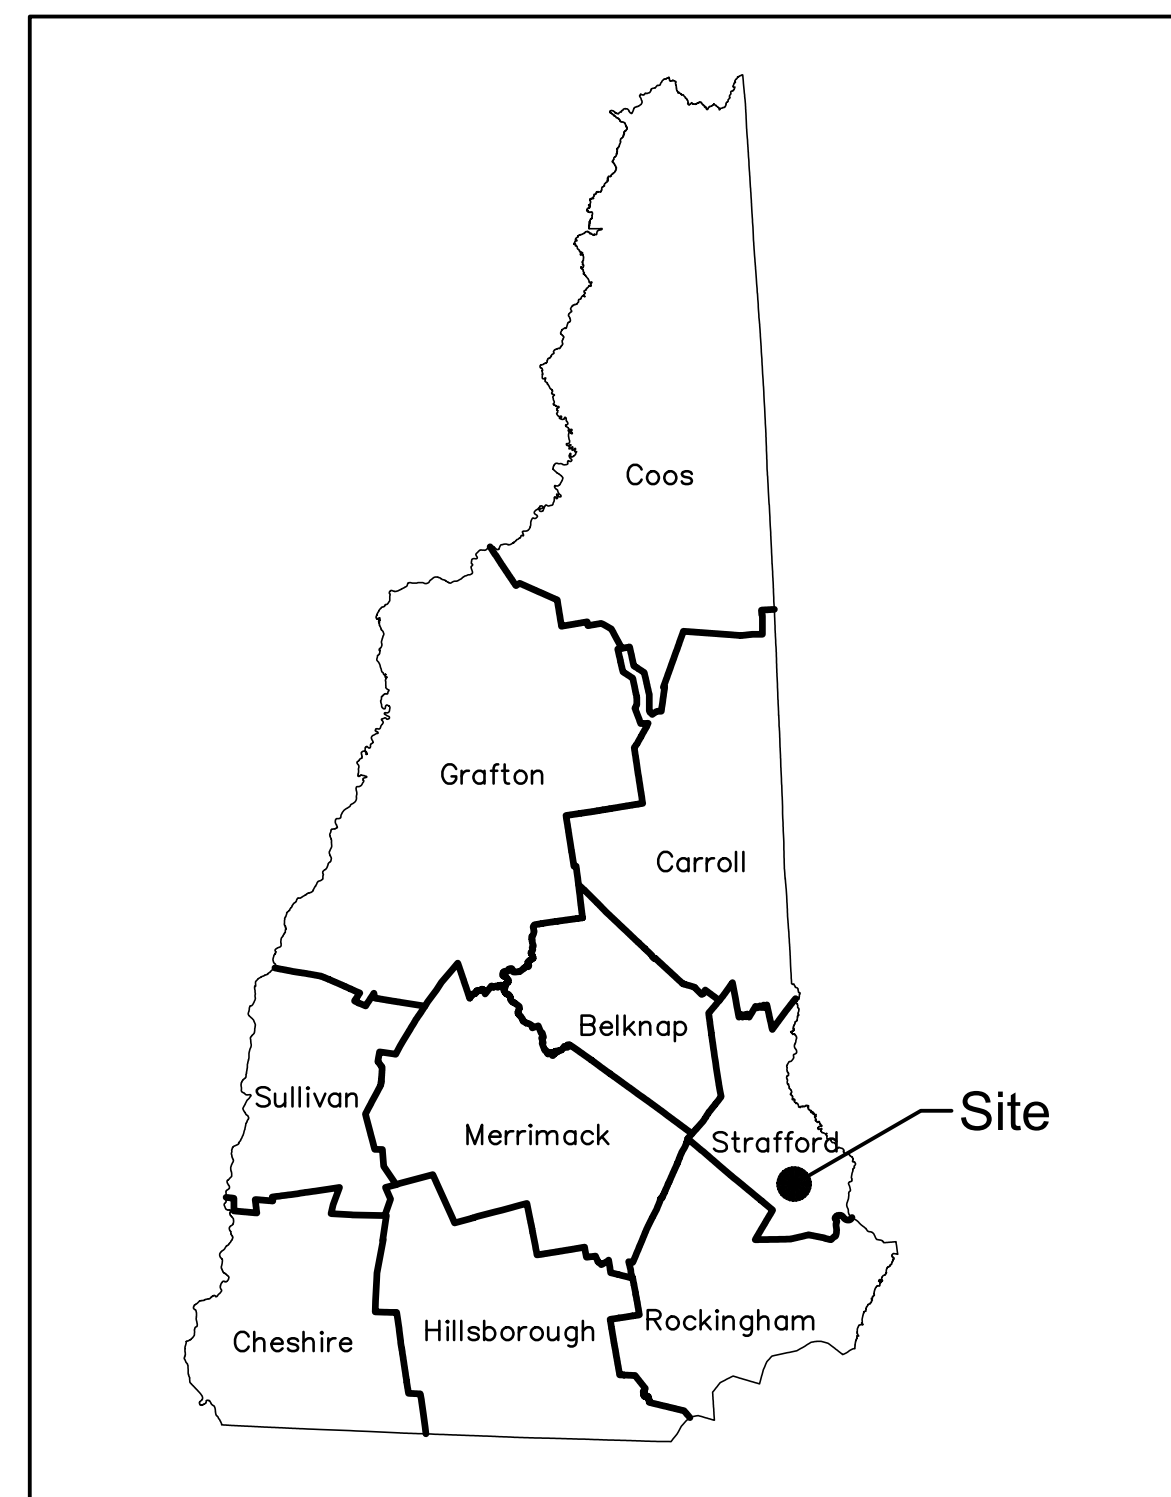 Coos
Grafton
Carroll
Belknap
Sullivan
Site
Merrimack
Strafford
Rockingham
Hillsborough
Cheshire